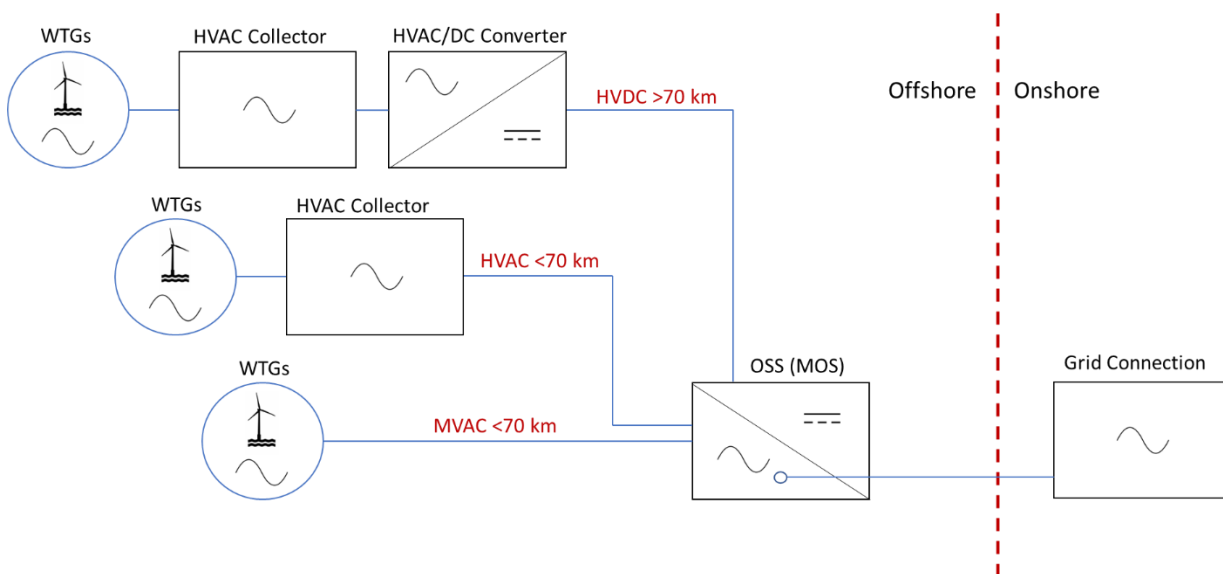 WTGs
HVAC Collector
HVAC/DC Converter
HVDC >70 km
Offshore
Onshore
WTGs
HVAC Collector
HVAC <70 km
WTGs
MVAC <70 km
OSS (MOS)
Grid Connection